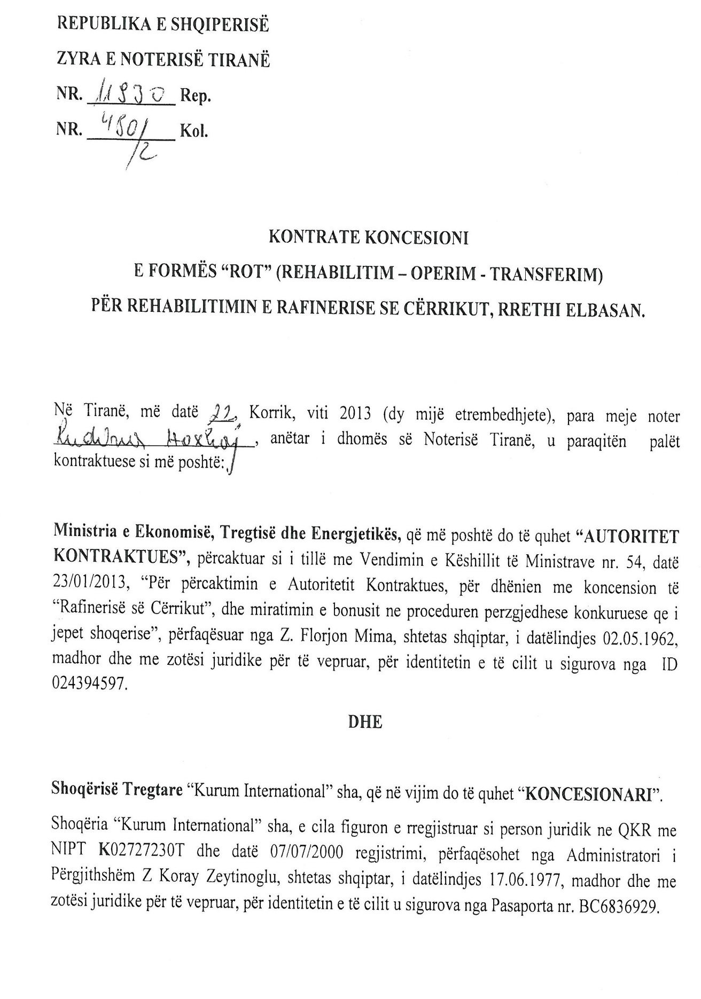 REPUBLIKA E SHQIPERISË
ZYRA E NOTERISË TIRANË
NR. 11930 Rep.
NR. 480/2 Kol.
KONTRATE KONCESIONI
E FORMËS “ROT” (REHABILITIM – OPERIM - TRANSFERIM)
PËR REHABILITIMIN E RAFINERISE SE CËRRIKUT, RRETHI ELBASAN.
Në Tiranë, më datë 22, Korrik, viti 2013 (dy mijë etrembedhjete), para meje noter
Hoxhaj, anëtar i dhomës së Noterisë Tiranë, u paraqitën palët
kontraktuese si më poshtë:
Ministria e Ekonomisë, Tregtisë dhe Energjetikës, që më poshtë do të quhet “AUTORITET
KONTRAKTUES”, përcaktuar si i tillë me Vendimin e Këshillit të Ministrave nr. 54, datë
23/01/2013, “Për përcaktimin e Autoritetit Kontraktues, për dhënien me koncension të
“Rafinerisë së Cërrikut”, dhe miratimin e bonusit ne proceduren perzgjedhese konkuruese qe i
jepet shoqerise”, përfaqësuar nga Z. Florjon Mima, shtetas shqiptar, i datëlindjes 02.05.1962,
madhor dhe me zotësi juridike për të vepruar, për identitetin e të cilit u sigurova nga ID
024394597.
DHE
Shoqërisë Tregtare “Kurum International” sha, që në vijim do të quhet “KONCESIONARI”.
Shoqëria “Kurum International” sha, e cila figuron e rregjistruar si person juridik ne QKR me
NIPT K02727230T dhe datë 07/07/2000 regjistrimi, përfaqësohet nga Administratori i
Përgjithshëm Z Koray Zeytinoglu, shtetas shqiptar, i datëlindjes 17.06.1977, madhor dhe me
zotësi juridike për të vepruar, për identitetin e të cilit u sigurova nga Pasaporta nr. BC6836929.